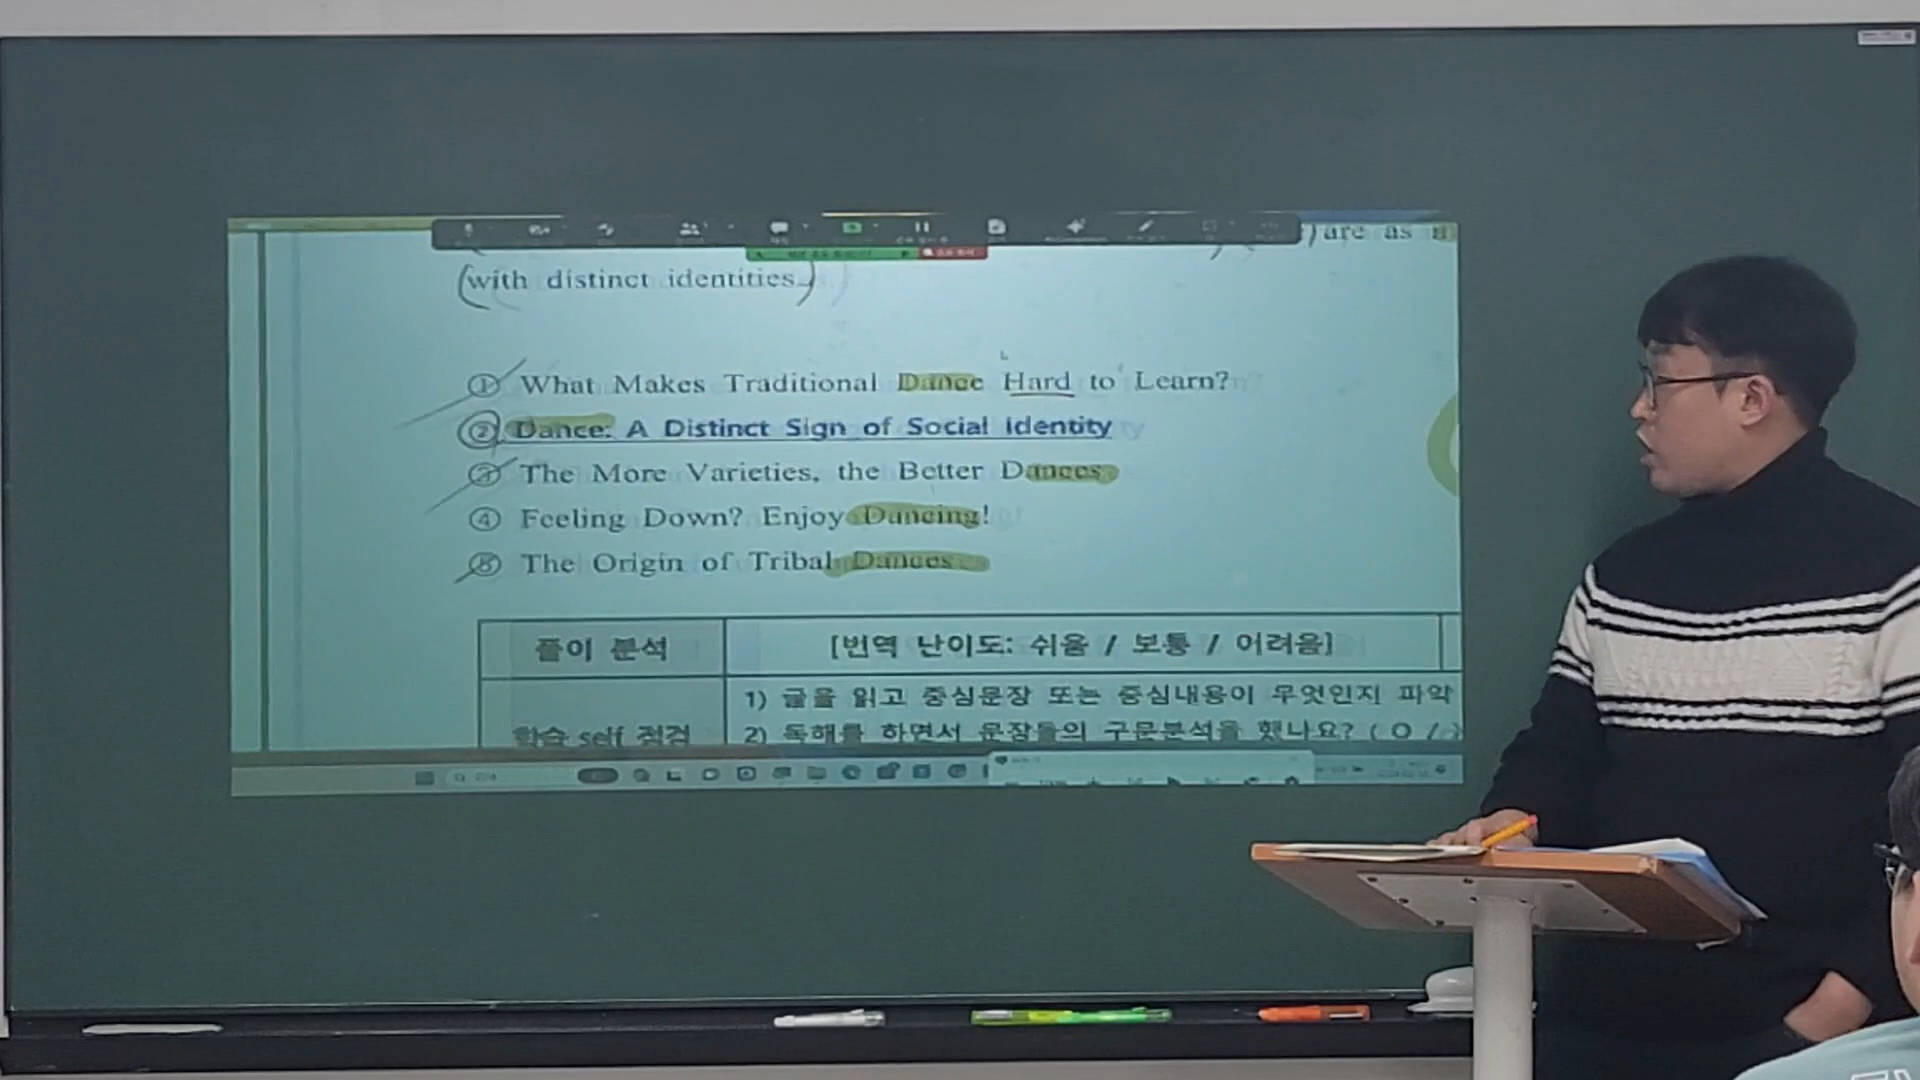 are as
(with distinct identities.)
① What Makes Traditional Dance Hard to Learn?
② Dance: A Distinct Sign of Social Identity
③ The More Varieties, the Better Dances
④ Feeling Down? Enjoy Dancing!
⑤ The Origin of Tribal Dances
풀이 분석 [번역 난이도: 쉬움 / 보통 / 어려움]
1) 글을 읽고 중심문장 또는 중심내용이 무엇인지 파악
학습 self 점검 2) 독해를 하면서 문장들의 구문분석을 했나요? ( O /